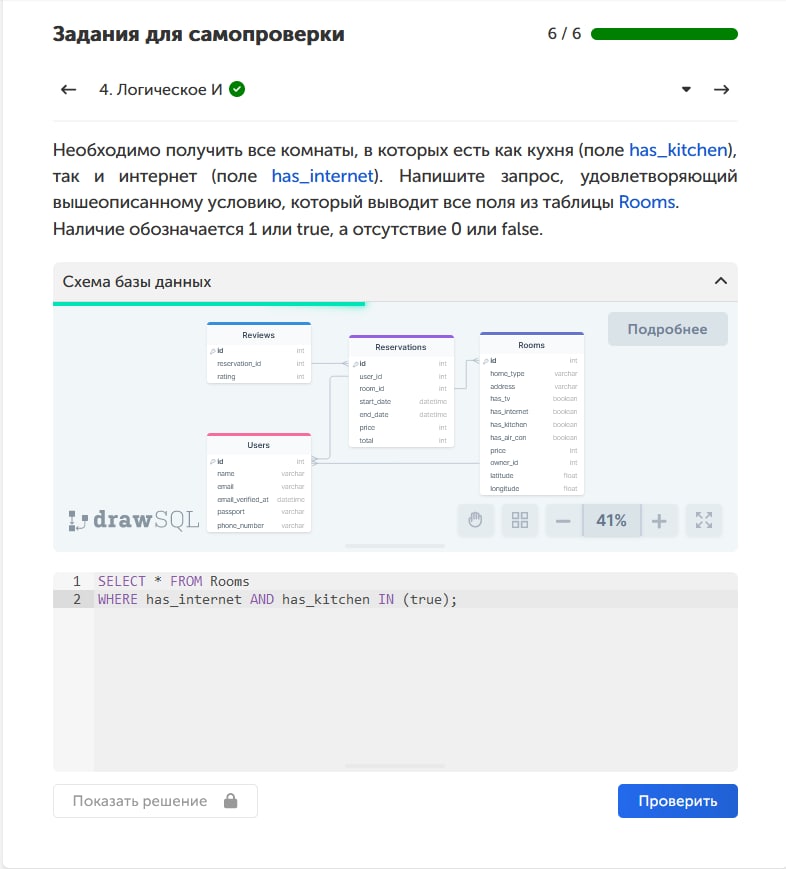 Задания для самопроверки
6 / 6
4. Логическое И
Необходимо получить все комнаты, в которых есть как кухня (поле has_kitchen),
так и интернет (поле has_internet). Напишите запрос, удовлетворяющий
вышеописанному условию, который выводит все поля из таблицы Rooms.
Наличие обозначается 1 или true, а отсутствие 0 или false.
Схема базы данных
Подробнее
Reviews
id int
reservation_id int
rating int
Reservations
id int
user_id int
room_id int
start_date datetime
end_date datetime
price int
total int
Rooms
id int
home_type varchar
address varchar
has_tv boolean
has_internet boolean
has_kitchen boolean
has_air_con boolean
price int
owner_id int
latitude float
longitude float
Users
id int
name varchar
email varchar
email_verified_at datetime
passport varchar
phone_number varchar
drawSQL
41%
1 SELECT * FROM Rooms
2 WHERE has_internet AND has_kitchen IN (true);
Показать решение
Проверить